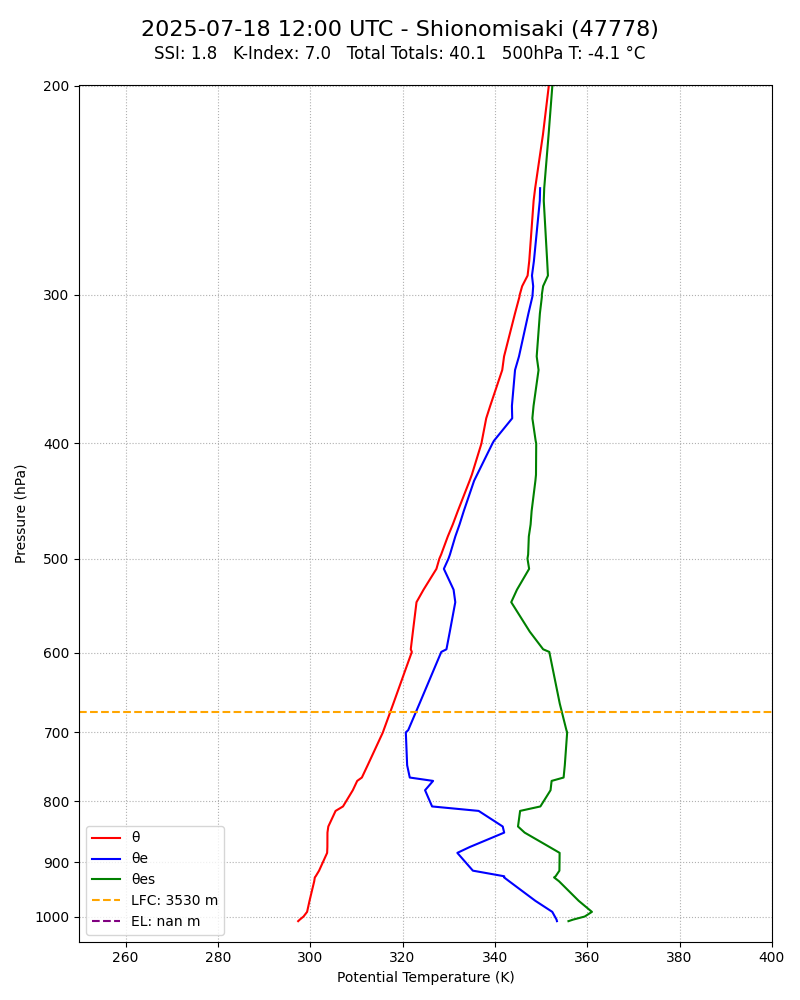 2025-07-18 12:00 UTC - Shionomisaki (47778)
SSI: 1.8   K-Index: 7.0   Total Totals: 40.1   500hPa T: -4.1 °C
200
300
400
500
600
700
800
900
1000
Pressure (hPa)
θ
θe
θes
LFC: 3530 m
EL: nan m
260 280 300 320 340 360 380 400
Potential Temperature (K)